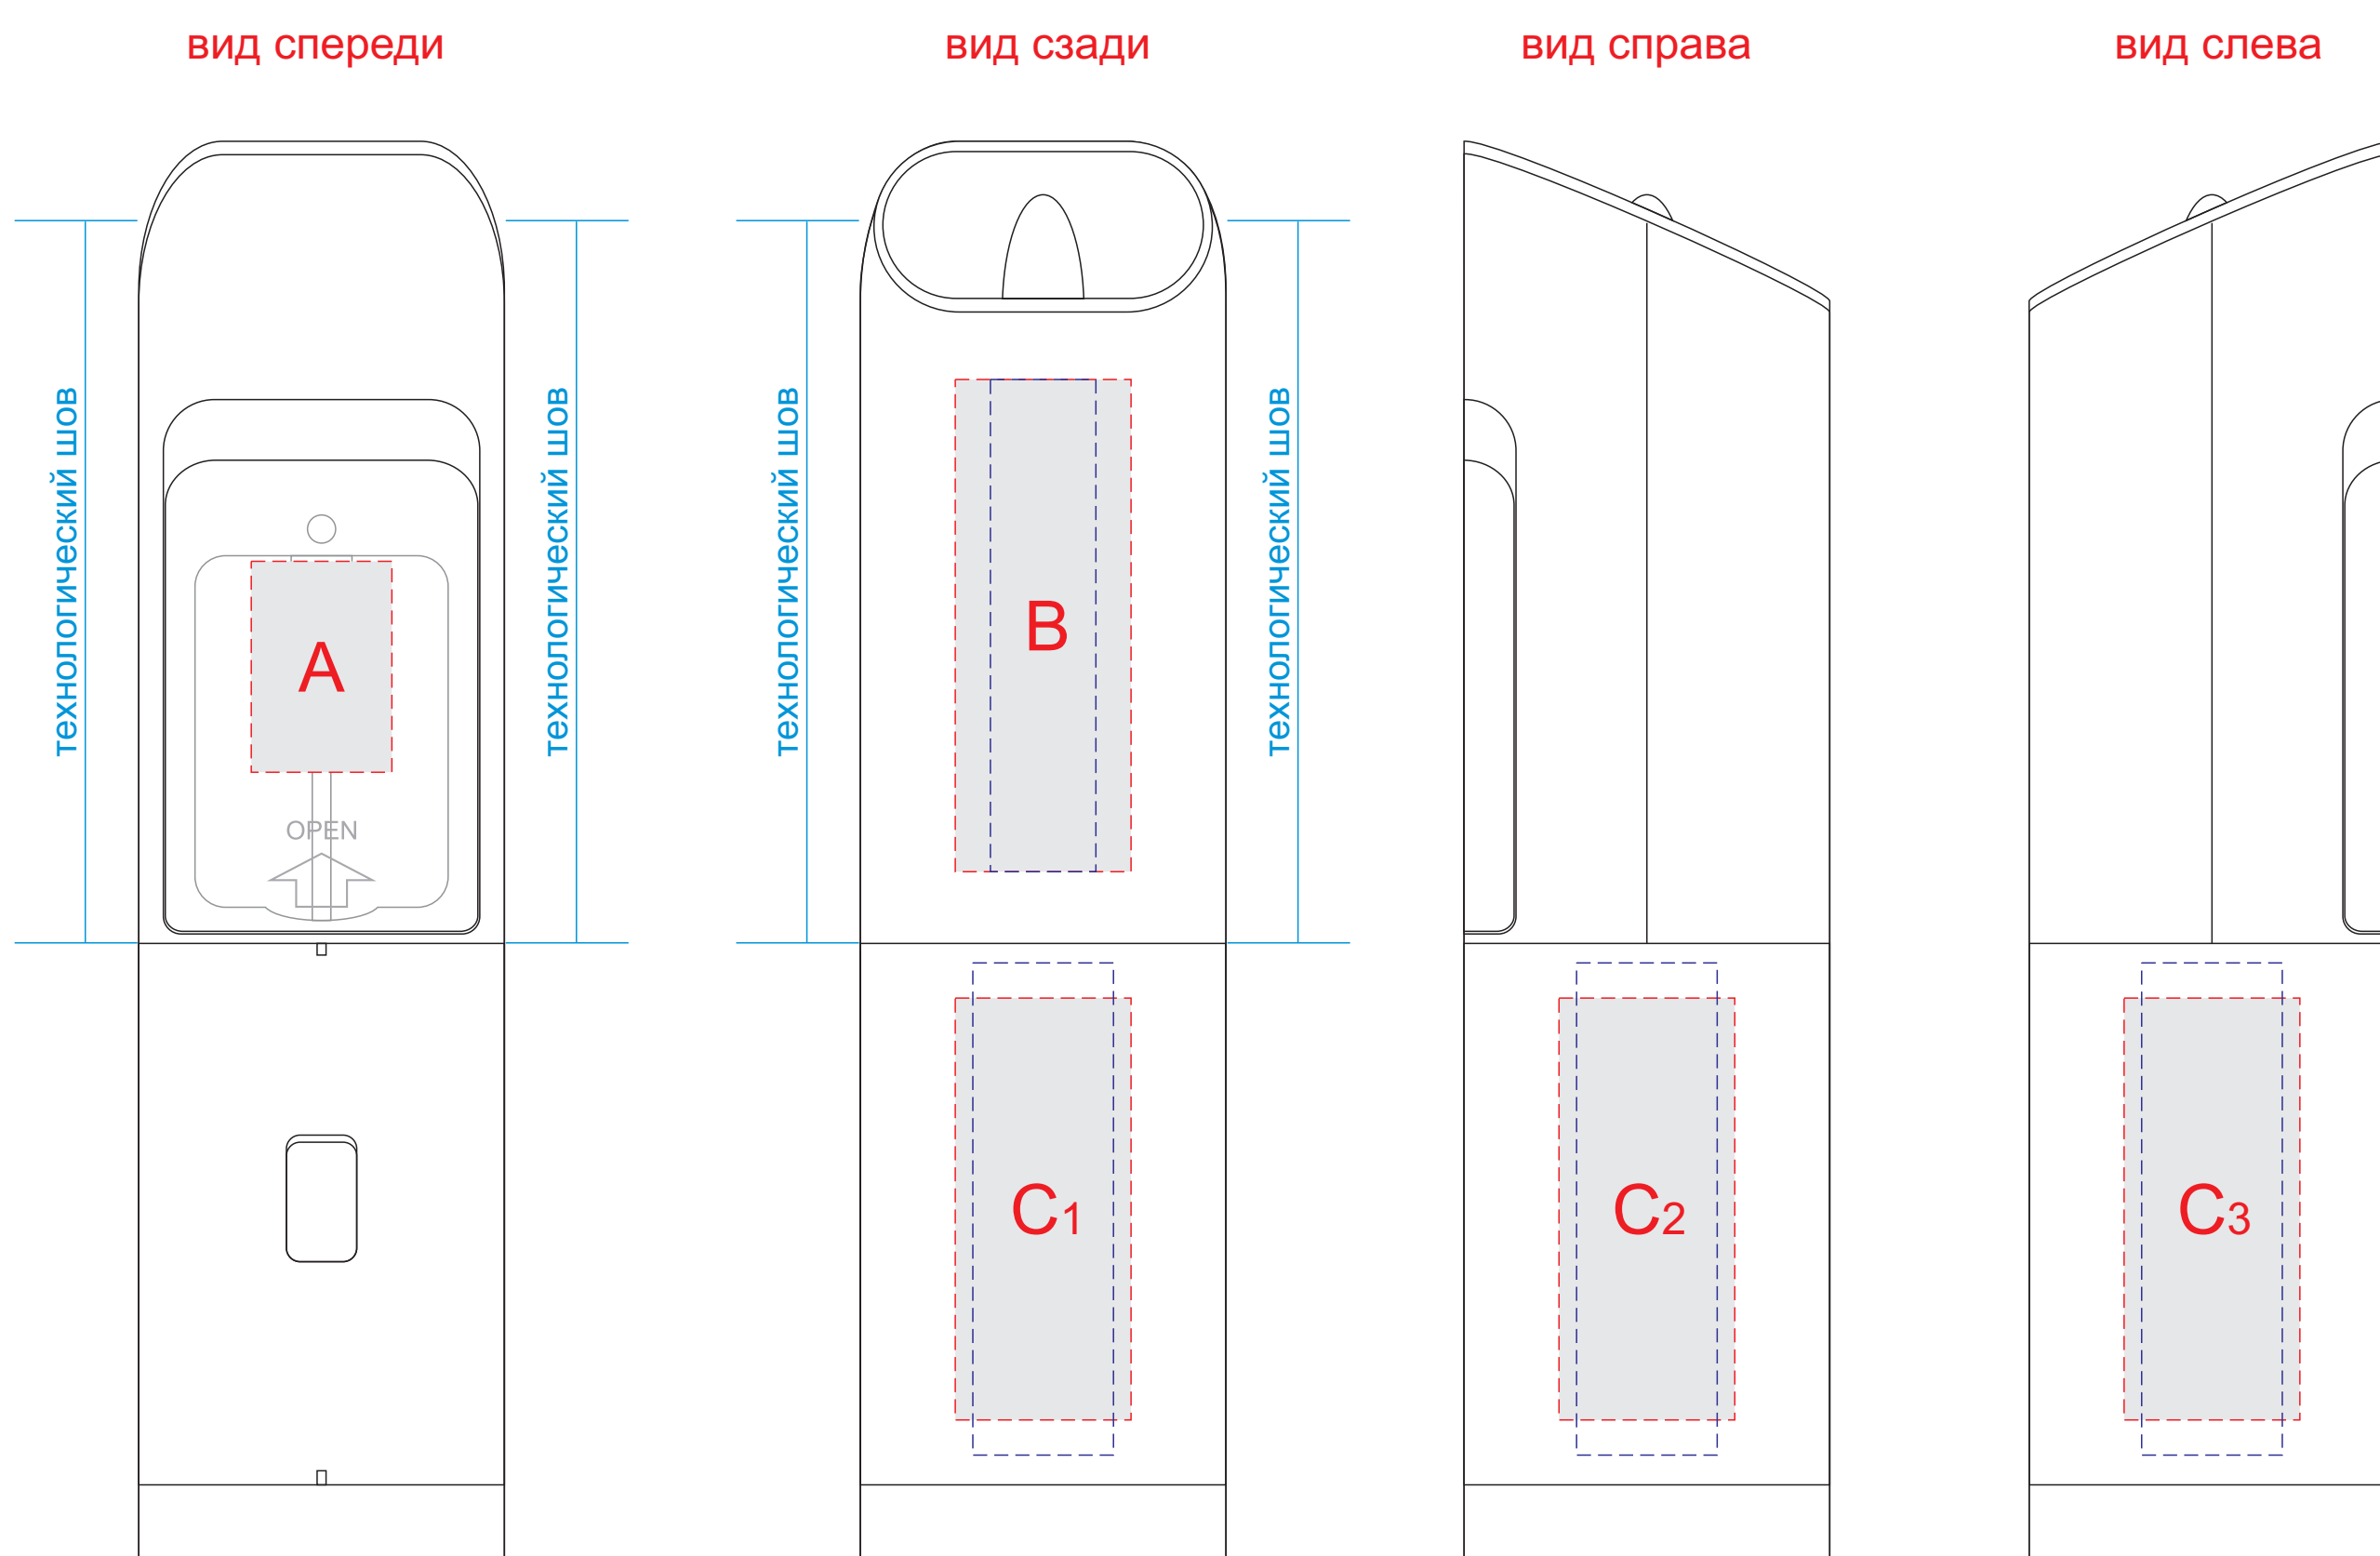 вид спереди
вид сзади
вид справа
вид слева
технологический шов
технологический шов
технологический шов
технологический шов
A
OPEN
B
C1
C2
C3